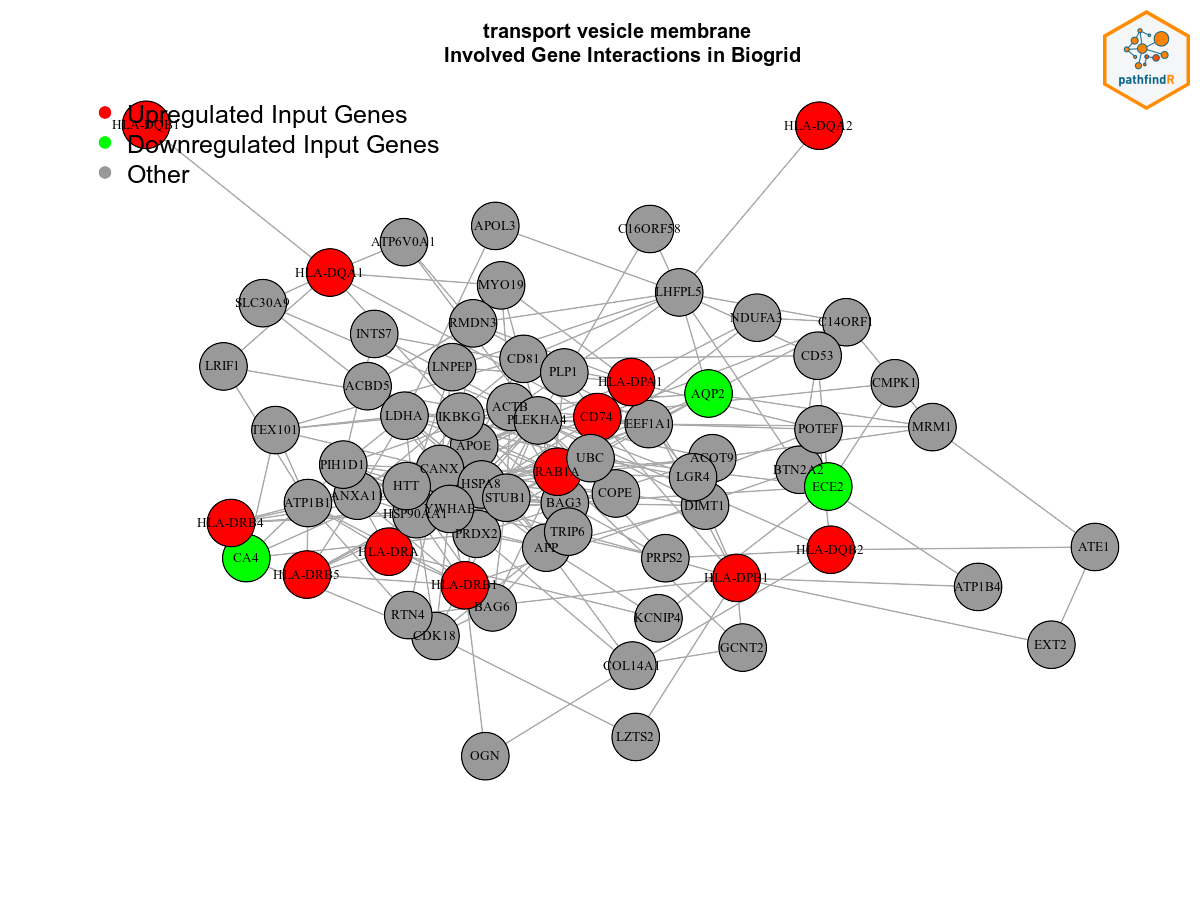 transport vesicle membrane
Involved Gene Interactions in Biogrid
pathfindR
Upregulated Input Genes
Downregulated Input Genes
Other
HLA-DQB1
HLA-DQA2
APOL3
C16ORF58
ATP6V0A1
HLA-DQA1
MYO19
LHFPL5
SLC30A9
RMDN3
NDUFA3
C14ORF1
INTS7
CD81
CD53
LRIF1
LNPEP
PLP1
HLA-DPA1
ACBD5
CMPK1
AQP2
ACTB
LDHA
IKBKG
PLEKHA4
CD74
EEF1A1
TEX101
POTEF
MRM1
APOE
UBC
ACOT9
PIH1D1
CANX
RAB1A
BTN2A2
LGR4
HTT
HSPA8
ECE2
ANXA1
STUB1
COPE
ATP1B1
BAG3
DIMT1
HSP90AA1
HLA-DRB4
PRDX2
TRIP6
CA4
HLA-DRA
APP
PRPS2
HLA-DQB2
ATE1
HLA-DRB5
HLA-DRB1
HLA-DPB1
ATP1B4
BAG6
RTN4
KCNIP4
CDK18
GCNT2
EXT2
COL14A1
LZTS2
OGN